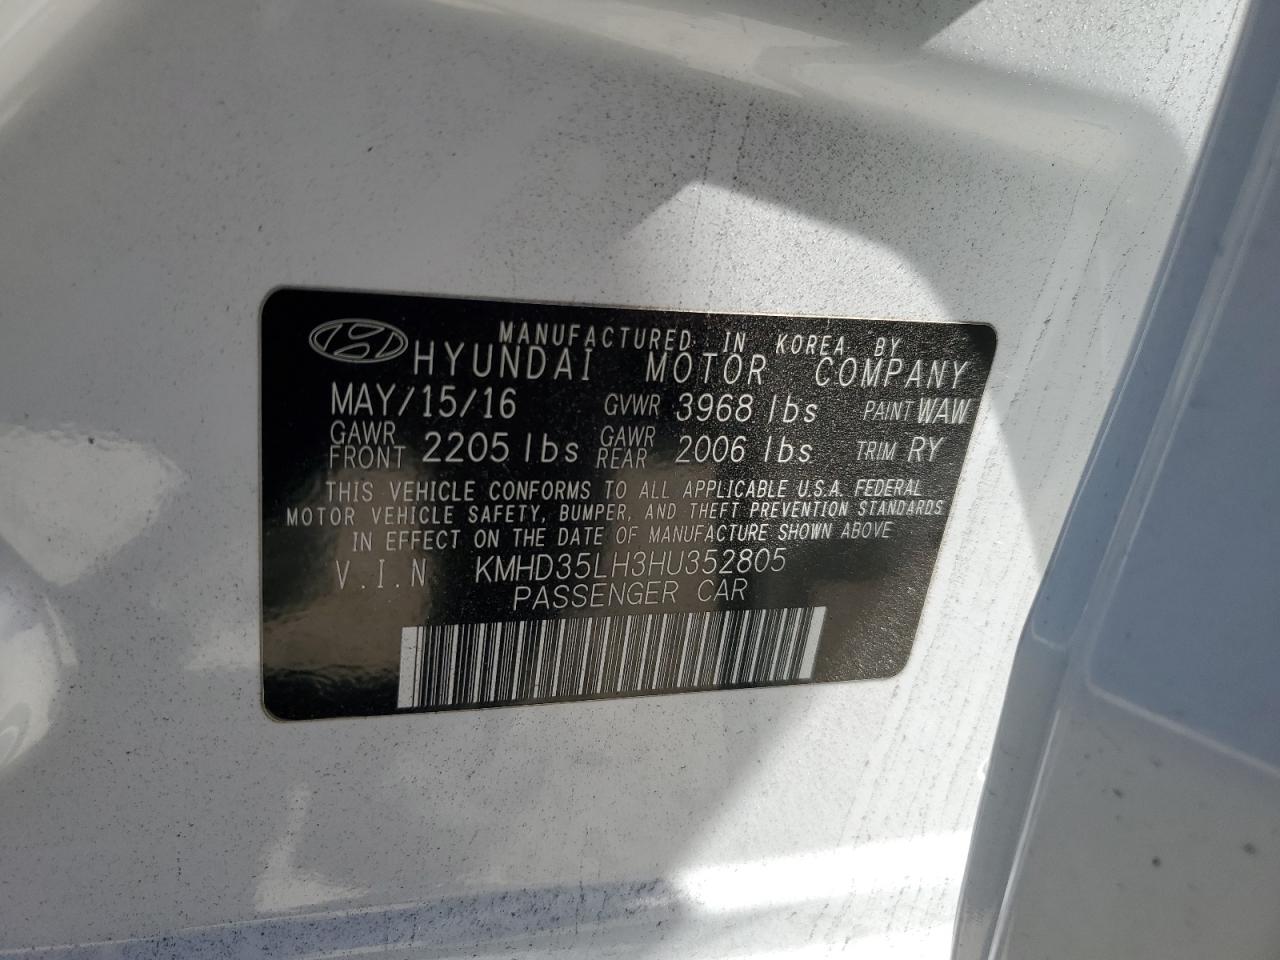 MANUFACTURED IN KOREA BY
HYUNDAI MOTOR COMPANY
MAY/15/16 GVWR 3968 lbs PAINT WAW
GAWR FRONT 2205 lbs GAWR REAR 2006 lbs TRIM RY
THIS VEHICLE CONFORMS TO ALL APPLICABLE U.S.A. FEDERAL
MOTOR VEHICLE SAFETY, BUMPER, AND THEFT PREVENTION STANDARDS
IN EFFECT ON THE DATE OF MANUFACTURE SHOWN ABOVE
V.I.N KMHD35LH3HU352805
PASSENGER CAR